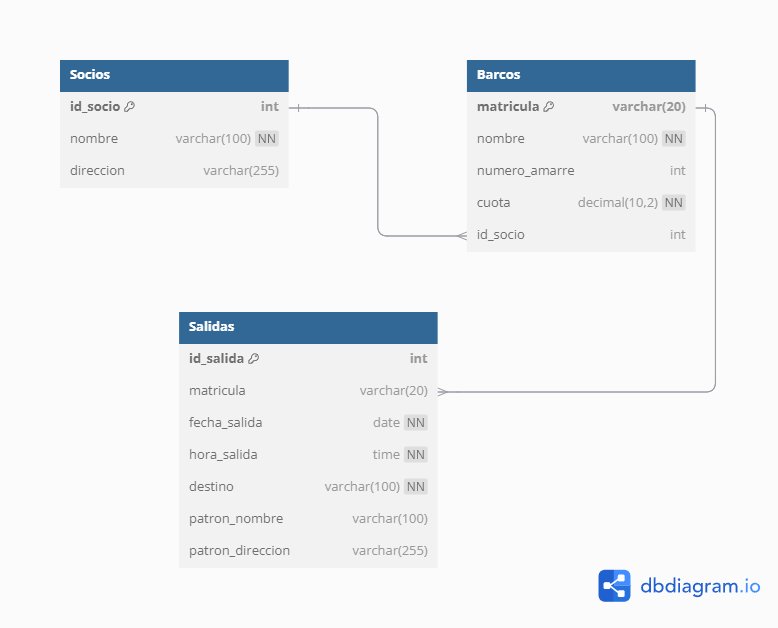 Socios
id_socio int
nombre varchar(100) NN
direccion varchar(255)
Barcos
matricula varchar(20)
nombre varchar(100) NN
numero_amarre int
cuota decimal(10,2) NN
id_socio int
Salidas
id_salida int
matricula varchar(20)
fecha_salida date NN
hora_salida time NN
destino varchar(100) NN
patron_nombre varchar(100)
patron_direccion varchar(255)
dbdiagram.io